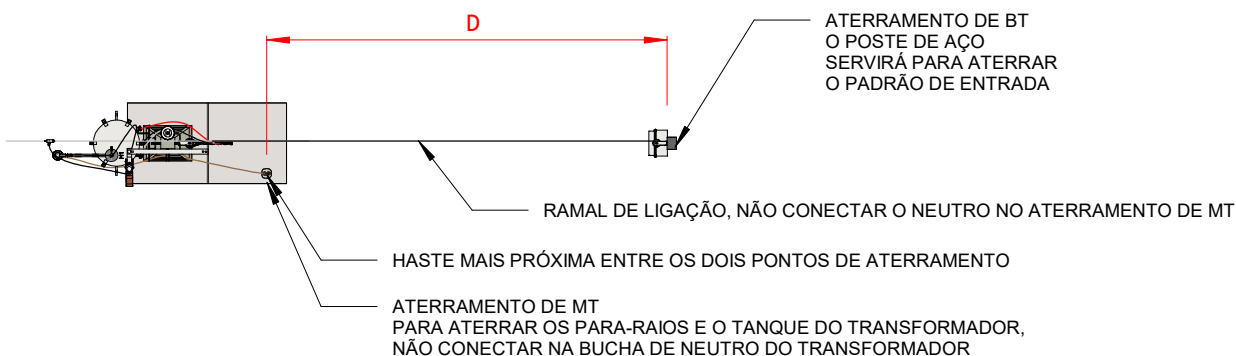 D
ATERRAMENTO DE BT
O POSTE DE AÇO
SERVIRÁ PARA ATERRAR
O PADRÃO DE ENTRADA
RAMAL DE LIGAÇÃO, NÃO CONECTAR O NEUTRO NO ATERRAMENTO DE MT
HASTE MAIS PRÓXIMA ENTRE OS DOIS PONTOS DE ATERRAMENTO
ATERRAMENTO DE MT
PARA ATERRAR OS PARA-RAIOS E O TANQUE DO TRANSFORMADOR,
NÃO CONECTAR NA BUCHA DE NEUTRO DO TRANSFORMADOR